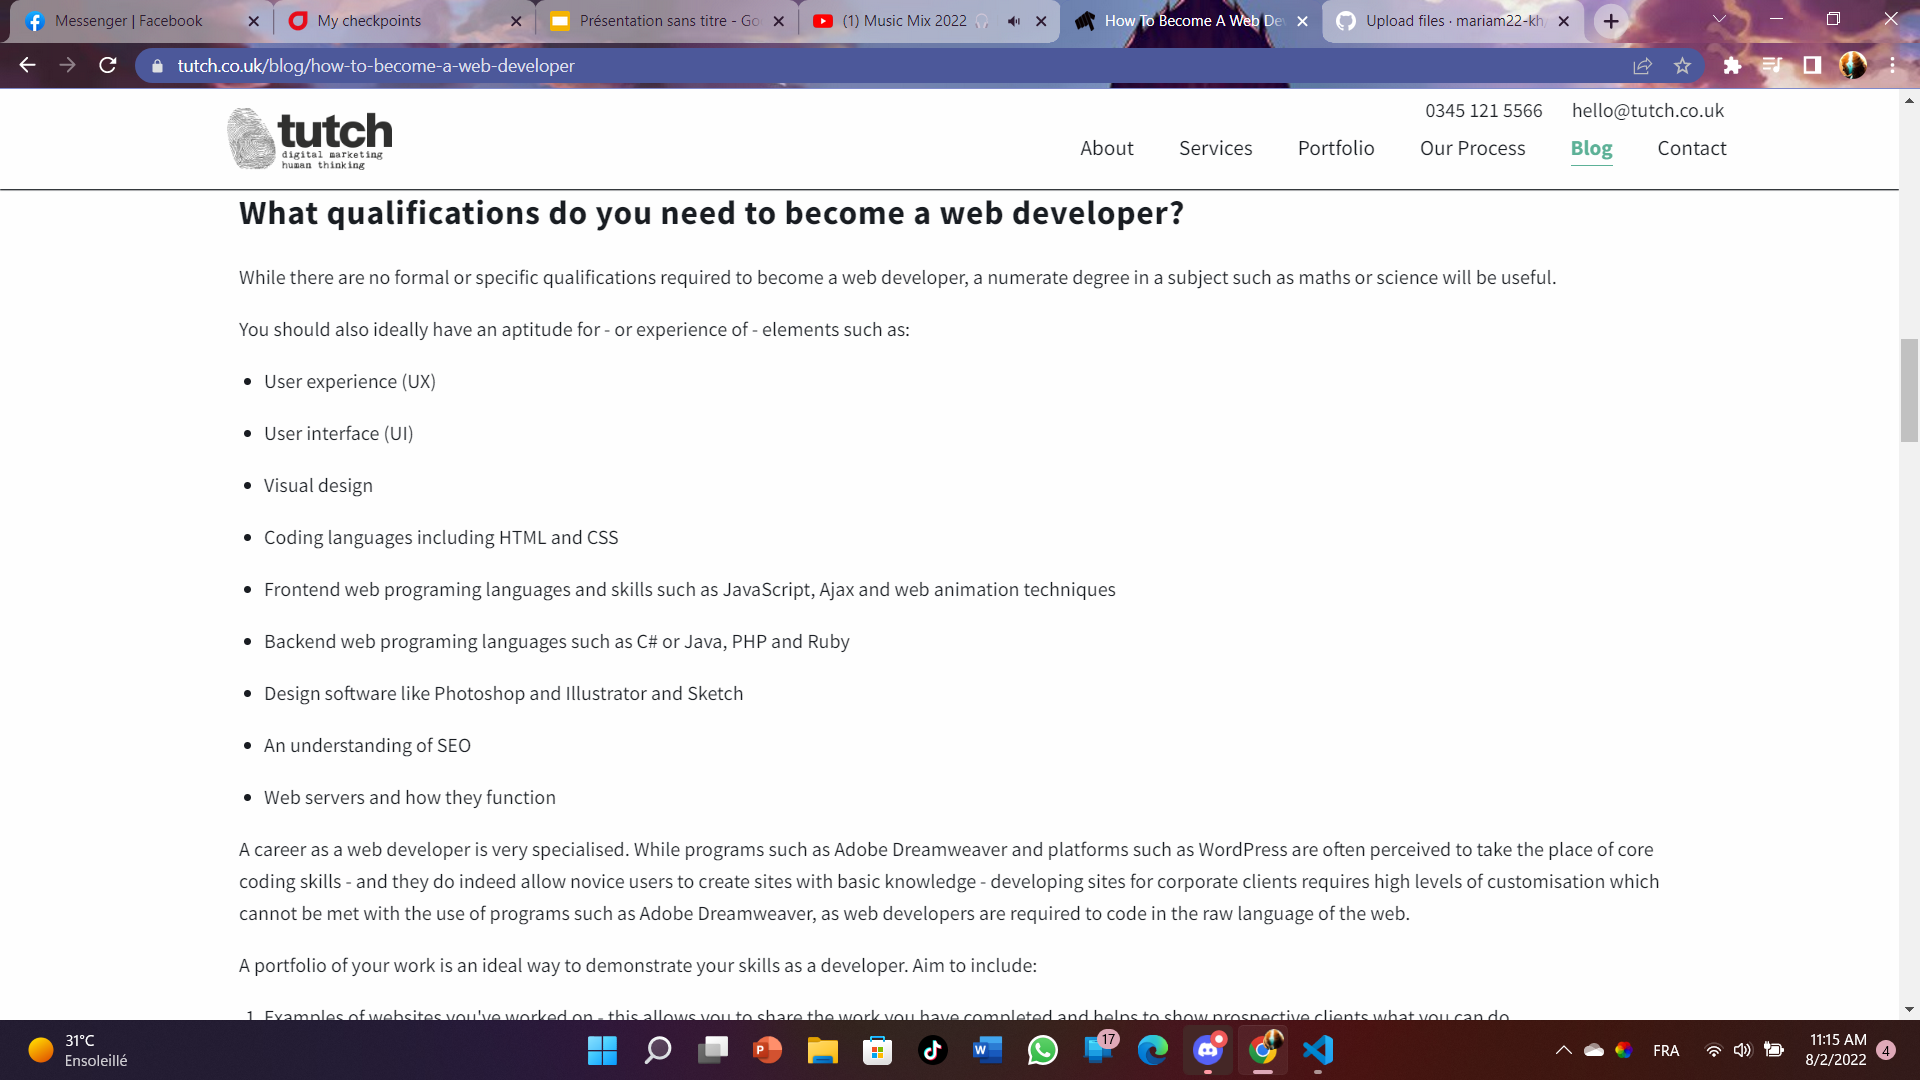 Messenger | Facebook
My checkpoints
Présentation sans titre - Go
(1) Music Mix 2022
How To Become A Web De
Upload files · mariam22-kh
tutch.co.uk/blog/how-to-become-a-web-developer
tutch
digital marketing
human thinking
0345 121 5566
hello@tutch.co.uk
About
Services
Portfolio
Our Process
Blog
Contact
What qualifications do you need to become a web developer?
While there are no formal or specific qualifications required to become a web developer, a numerate degree in a subject such as maths or science will be useful.
You should also ideally have an aptitude for - or experience of - elements such as:
• User experience (UX)
• User interface (UI)
• Visual design
• Coding languages including HTML and CSS
• Frontend web programing languages and skills such as JavaScript, Ajax and web animation techniques
• Backend web programing languages such as C# or Java, PHP and Ruby
• Design software like Photoshop and Illustrator and Sketch
• An understanding of SEO
• Web servers and how they function
A career as a web developer is very specialised. While programs such as Adobe Dreamweaver and platforms such as WordPress are often perceived to take the place of core
coding skills - and they do indeed allow novice users to create sites with basic knowledge - developing sites for corporate clients requires high levels of customisation which
cannot be met with the use of programs such as Adobe Dreamweaver, as web developers are required to code in the raw language of the web.
A portfolio of your work is an ideal way to demonstrate your skills as a developer. Aim to include:
1. Examples of websites you've worked on - this allows you to share the work you have completed and helps to show prospective clients what you can do.
31°C
Ensoleillé
17
FRA
11:15 AM
8/2/2022
4